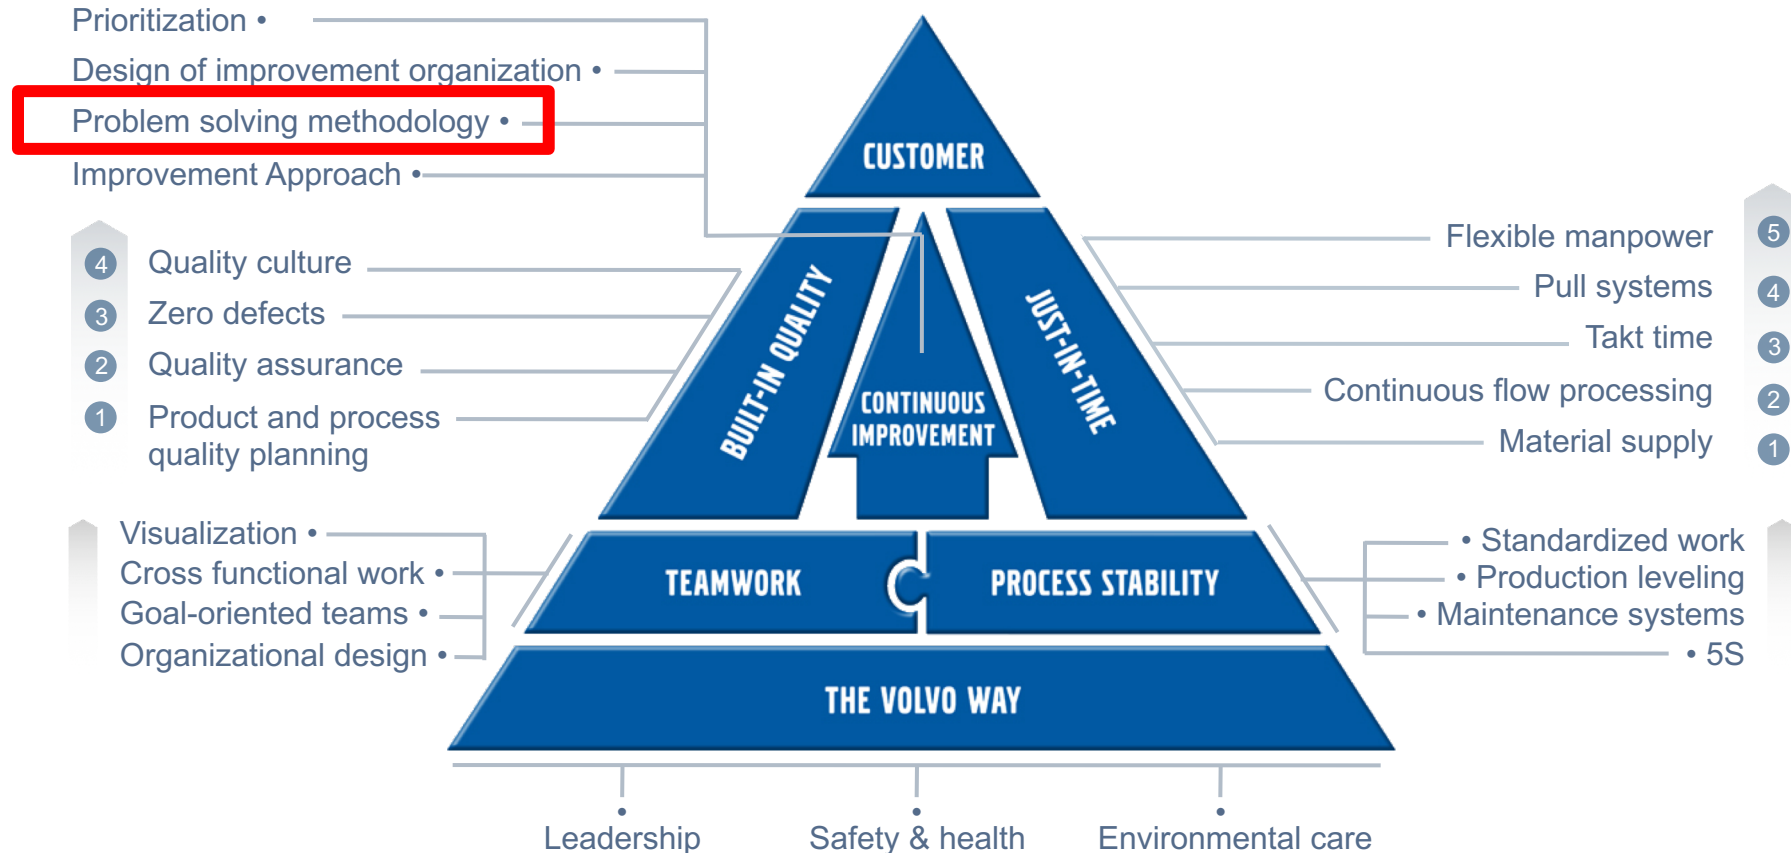 Prioritization •
Design of improvement organization •
Problem solving methodology •
Improvement Approach •
4 Quality culture
3 Zero defects
2 Quality assurance
1 Product and process
quality planning
Visualization •
Cross functional work •
Goal-oriented teams •
Organizational design •
CUSTOMER
BUILT-IN QUALITY
CONTINUOUS
IMPROVEMENT
JUST-IN-TIME
TEAMWORK
PROCESS STABILITY
THE VOLVO WAY
Flexible manpower 5
Pull systems 4
Takt time 3
Continuous flow processing 2
Material supply 1
• Standardized work
• Production leveling
• Maintenance systems
• 5S
• Leadership
• Safety & health
• Environmental care